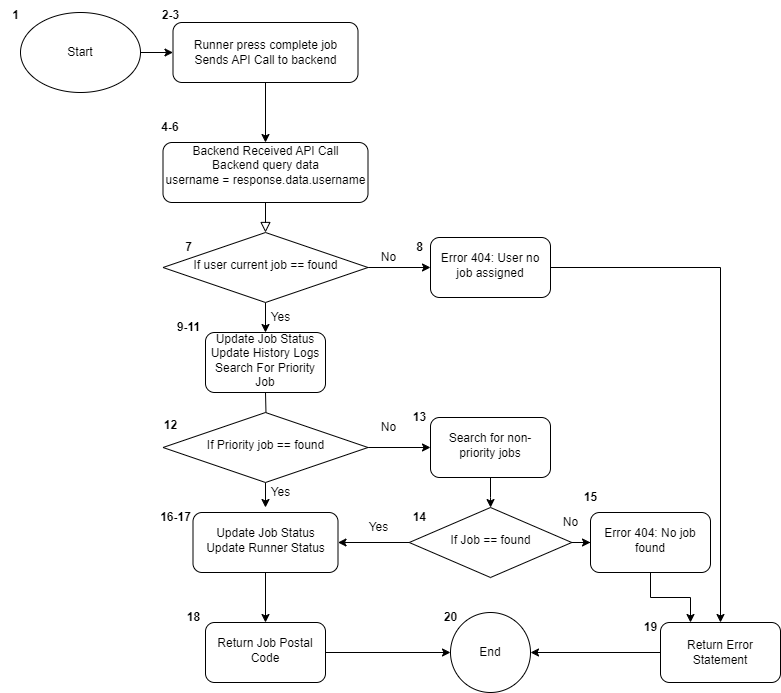 1
Start
2-3
Runner press complete job
Sends API Call to backend
4-6
Backend Received API Call
Backend query data
username = response.data.username
7
If user current job == found
No
8
Error 404: User no
job assigned
Yes
9-11
Update Job Status
Update History Logs
Search For Priority
Job
12
If Priority job == found
No
13
Search for non-
priority jobs
Yes
16-17
Update Job Status
Update Runner Status
Yes
14
If Job == found
No
15
Error 404: No job
found
18
Return Job Postal
Code
20
End
19
Return Error
Statement